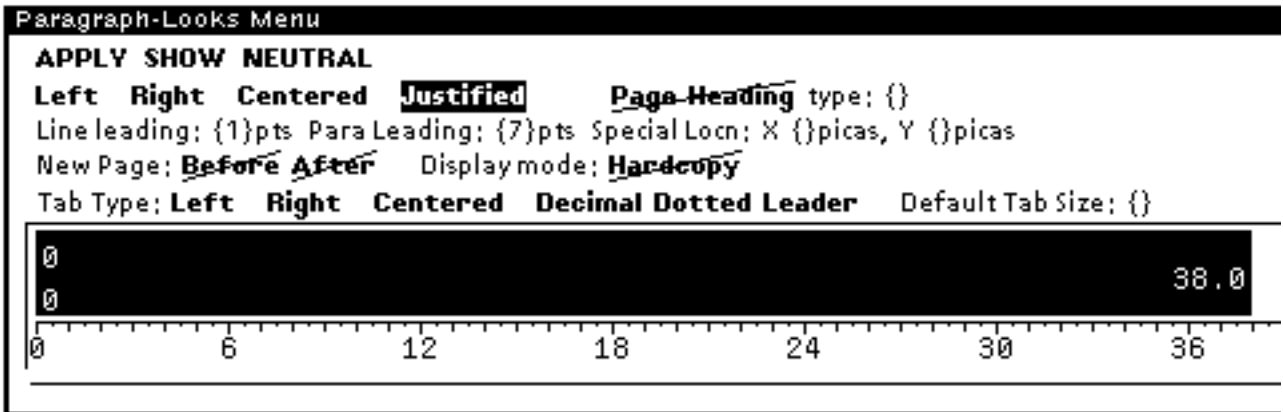 Paragraph-Looks Menu
APPLY SHOW NEUTRAL
Left Right Centered Justified Page Heading type: {}
Line leading: {1}pts Para Leading: {7}pts Special Locn: X {}picas, Y {}picas
New Page: Before After Display mode: Hardcopy
Tab Type: Left Right Centered Decimal Dotted Leader Default Tab Size: {}
0
38.0
0
0 6 12 18 24 30 36